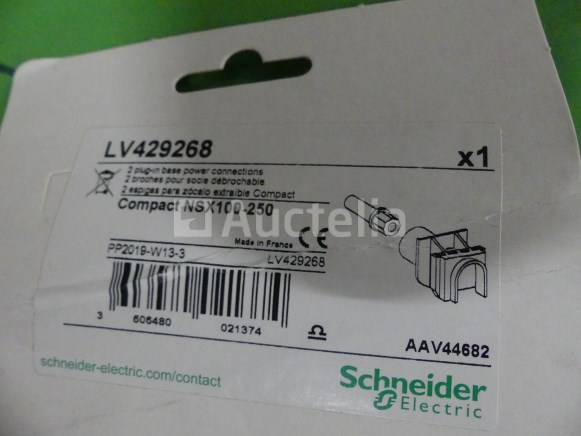 LV429268
x1
2 plug-in base power connections
2 broches pour socle débrochable
2 espigas para zócalo extraíble Compact
Compact NSX100-250
Auctelia
Made in France
CE
PP2019-W13-3
LV429268
3 606480 021374
AAV44682
schneider-electric.com/contact
Schneider
Electric